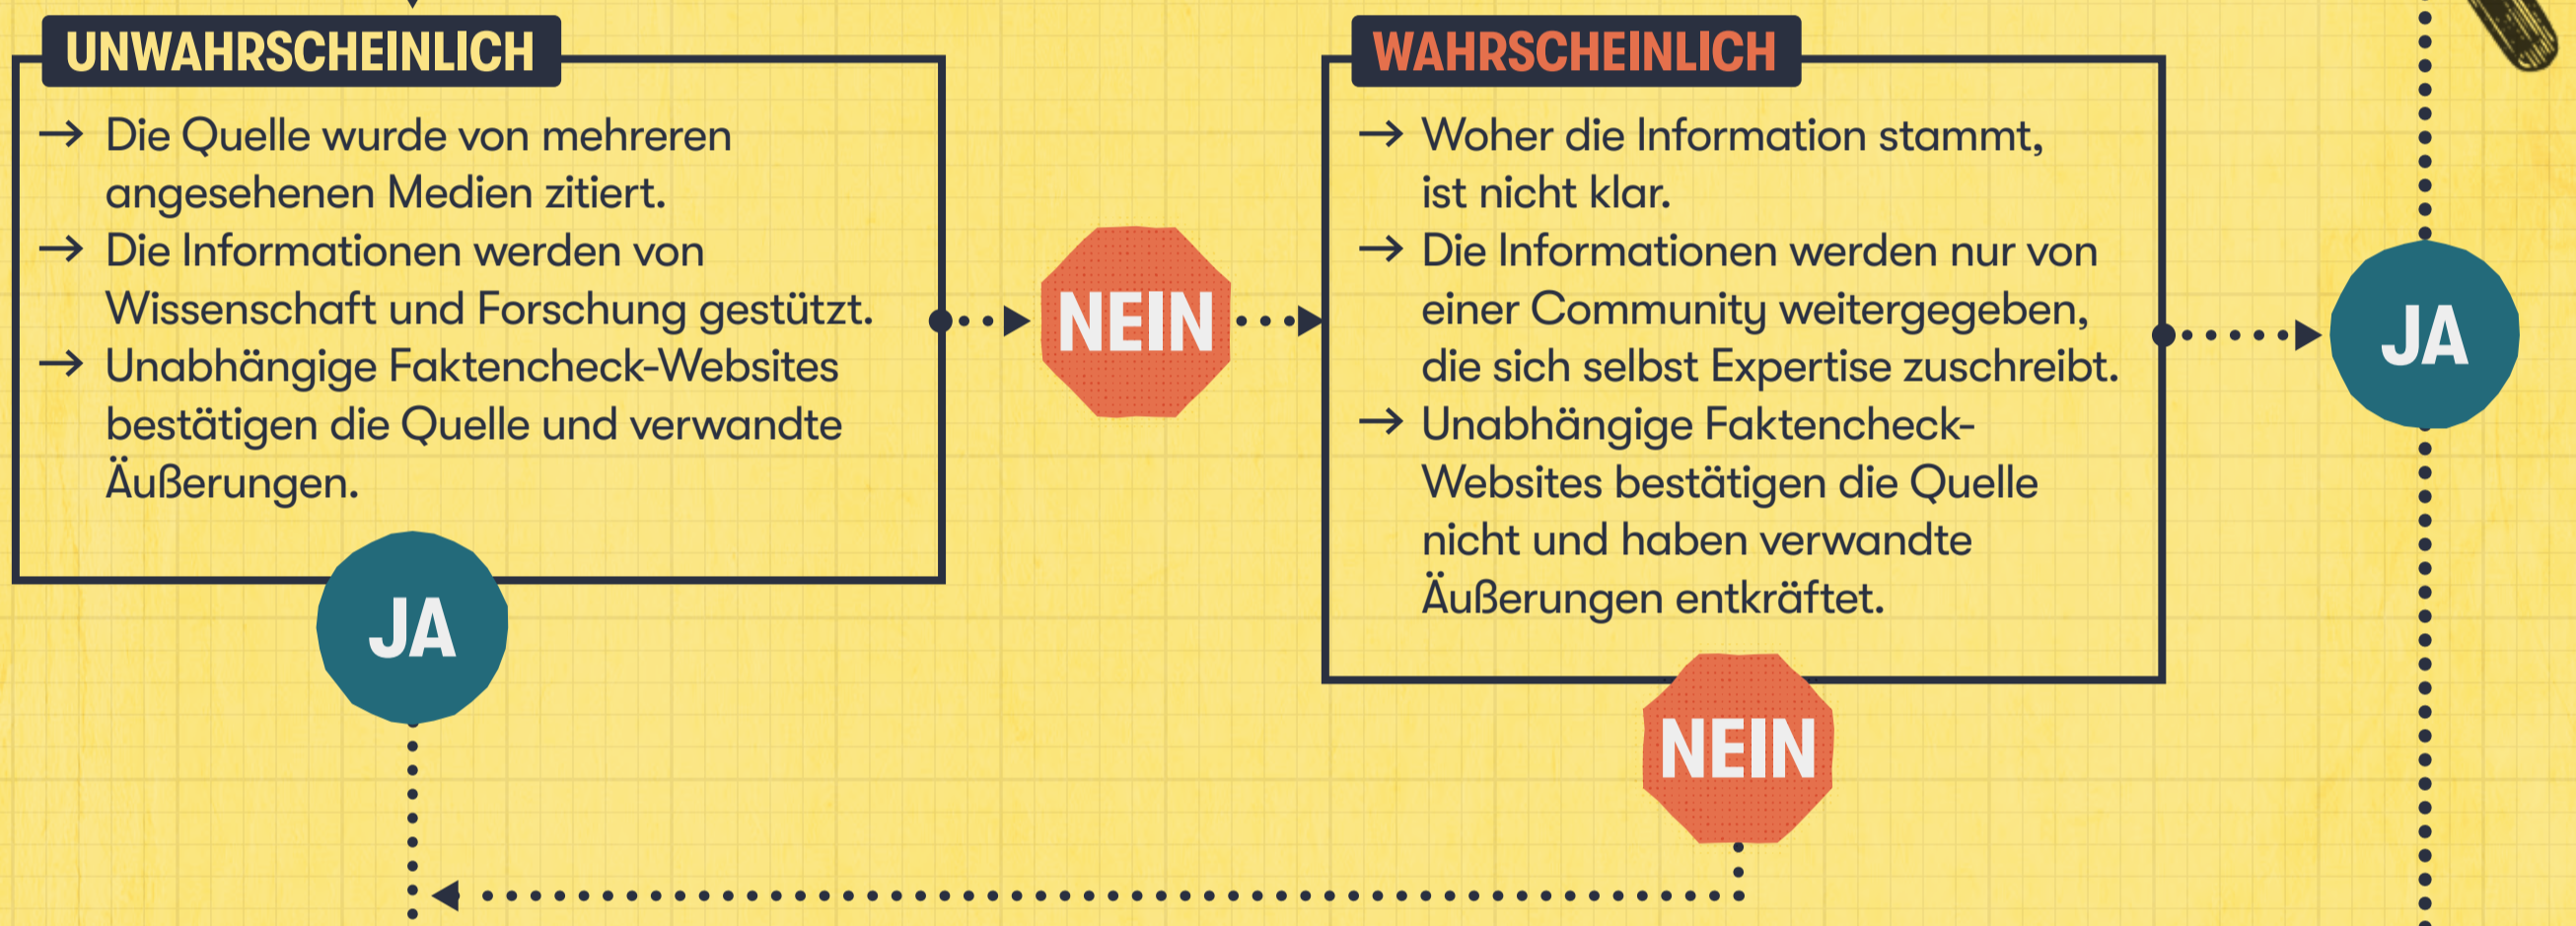 UNWAHRSCHEINLICH
→ Die Quelle wurde von mehreren
angesehenen Medien zitiert.
→ Die Informationen werden von
Wissenschaft und Forschung gestützt.
→ Unabhängige Faktencheck-Websites
bestätigen die Quelle und verwandte
Äußerungen.
JA
NEIN
WAHRSCHEINLICH
→ Woher die Information stammt,
ist nicht klar.
→ Die Informationen werden nur von
einer Community weitergegeben,
die sich selbst Expertise zuschreibt.
→ Unabhängige Faktencheck-
Websites bestätigen die Quelle
nicht und haben verwandte
Äußerungen entkräftet.
JA
NEIN